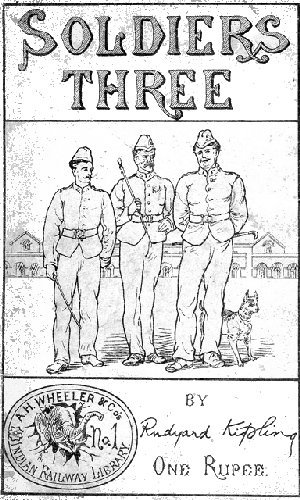 SOLDIERS
THREE
A.H. WHEELER & Co's
INDIAN RAILWAY LIBRARY
No. 1.
BY
Rudyard Kipling
ONE RUPEE.